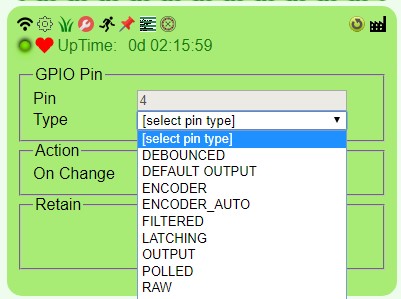 UpTime: 0d 02:15:59
GPIO Pin
Pin 4
Type [select pin type]
[select pin type]
DEBOUNCED
DEFAULT OUTPUT
ENCODER
ENCODER_AUTO
FILTERED
LATCHING
OUTPUT
POLLED
RAW
Action
On Change
Retain